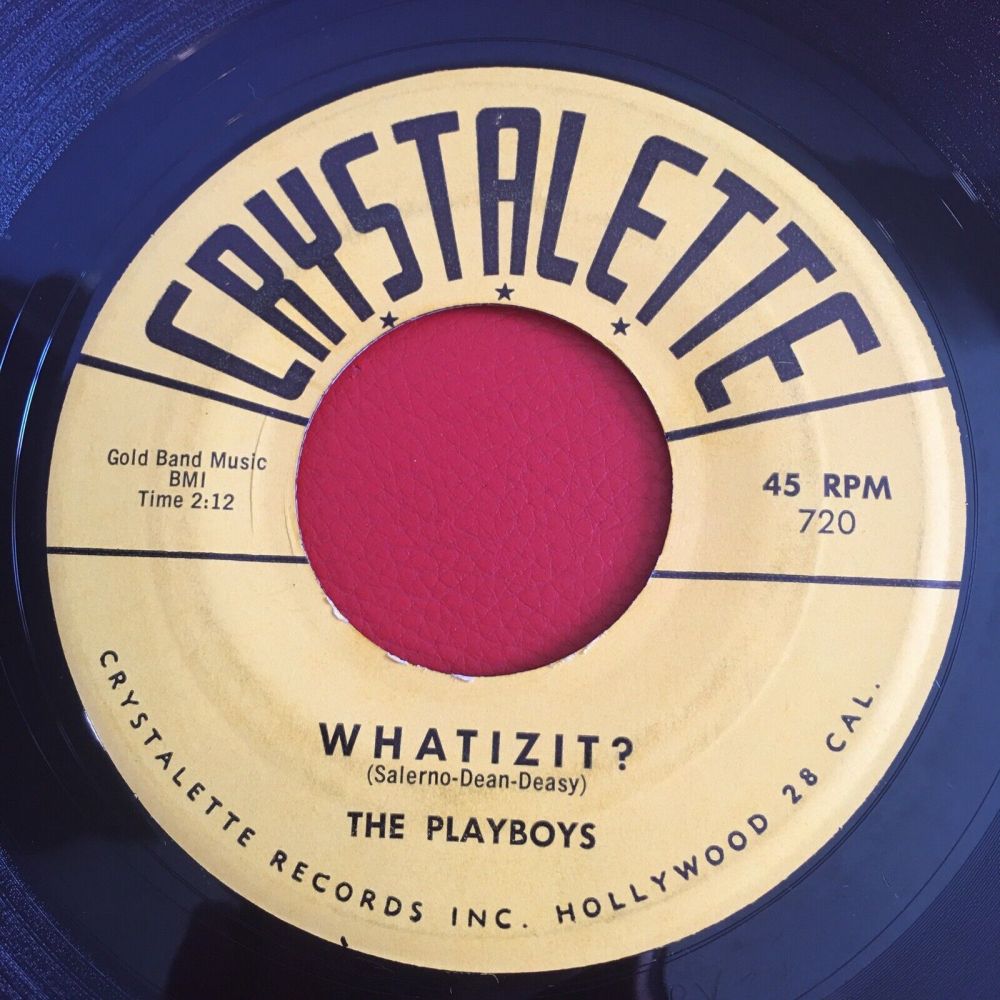 CRYSTALETTE
Gold Band Music
BMI
Time 2:12
45 RPM
720
WHATIZIT?
(Salerno-Dean-Deasy)
THE PLAYBOYS
CRYSTALETTE RECORDS INC. HOLLYWOOD 28 CAL.